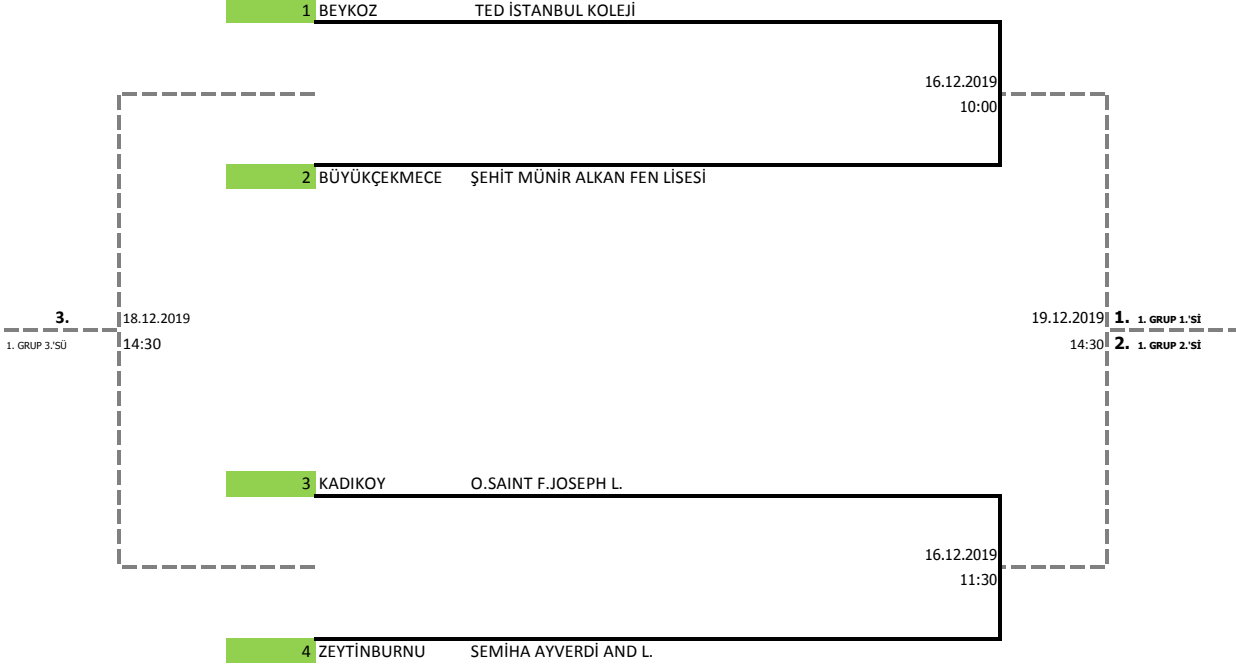 1 BEYKOZ TED İSTANBUL KOLEJİ
16.12.2019
10:00
2 BÜYÜKÇEKMECE ŞEHİT MÜNİR ALKAN FEN LİSESİ
3. 18.12.2019 19.12.2019 1. 1. GRUP 1.'Sİ
1. GRUP 3.'SÜ 14:30 14:30 2. 1. GRUP 2.'Sİ
3 KADIKOY O.SAINT F.JOSEPH L.
16.12.2019
11:30
4 ZEYTİNBURNU SEMİHA AYVERDİ AND L.